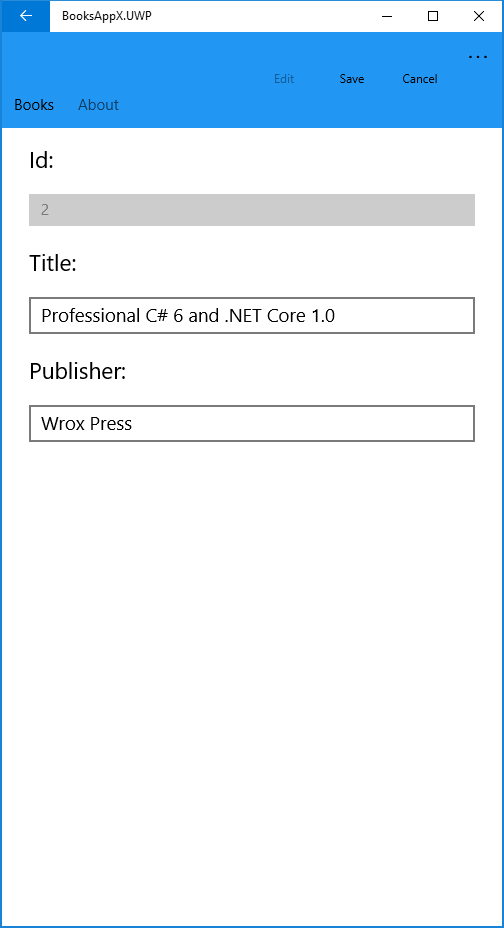 BooksAppX.UWP
Edit Save Cancel
Books About
Id:
2
Title:
Professional C# 6 and .NET Core 1.0
Publisher:
Wrox Press